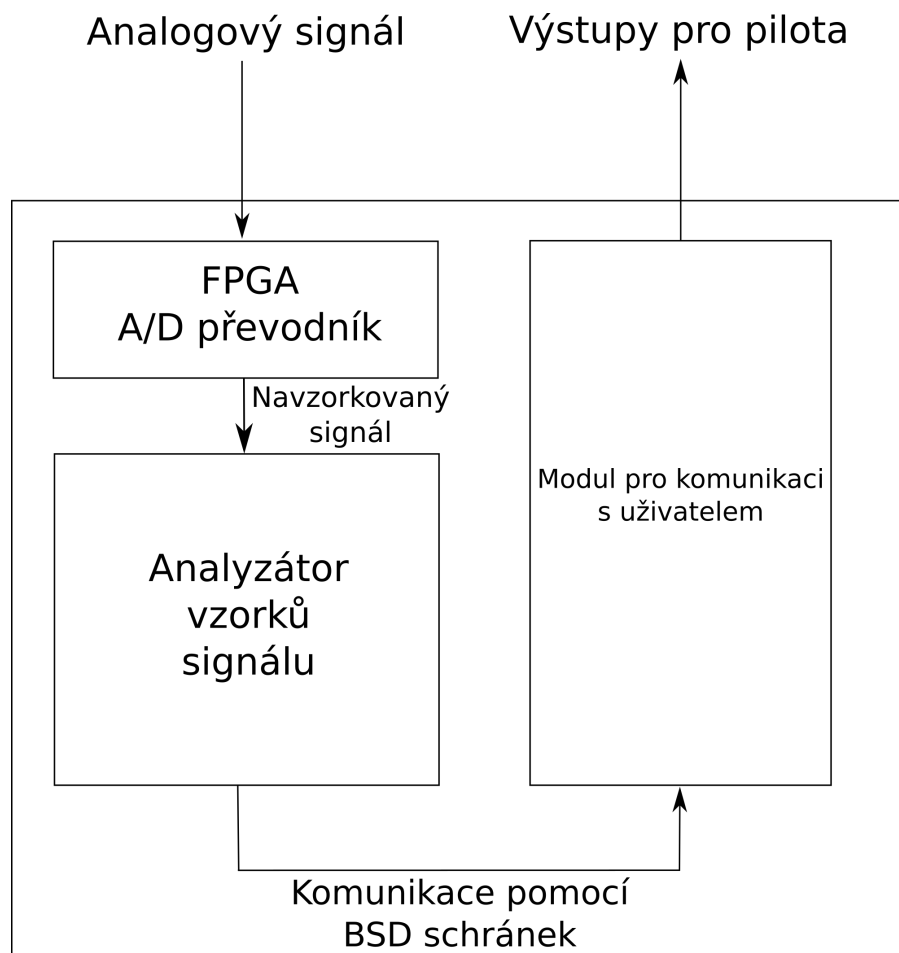 Analogový signál
Výstupy pro pilota
FPGA
A/D převodník
Navzorkovaný
signál
Analyzátor
vzorků
signálu
Modul pro komunikaci
s uživatelem
Komunikace pomocí
BSD schránek